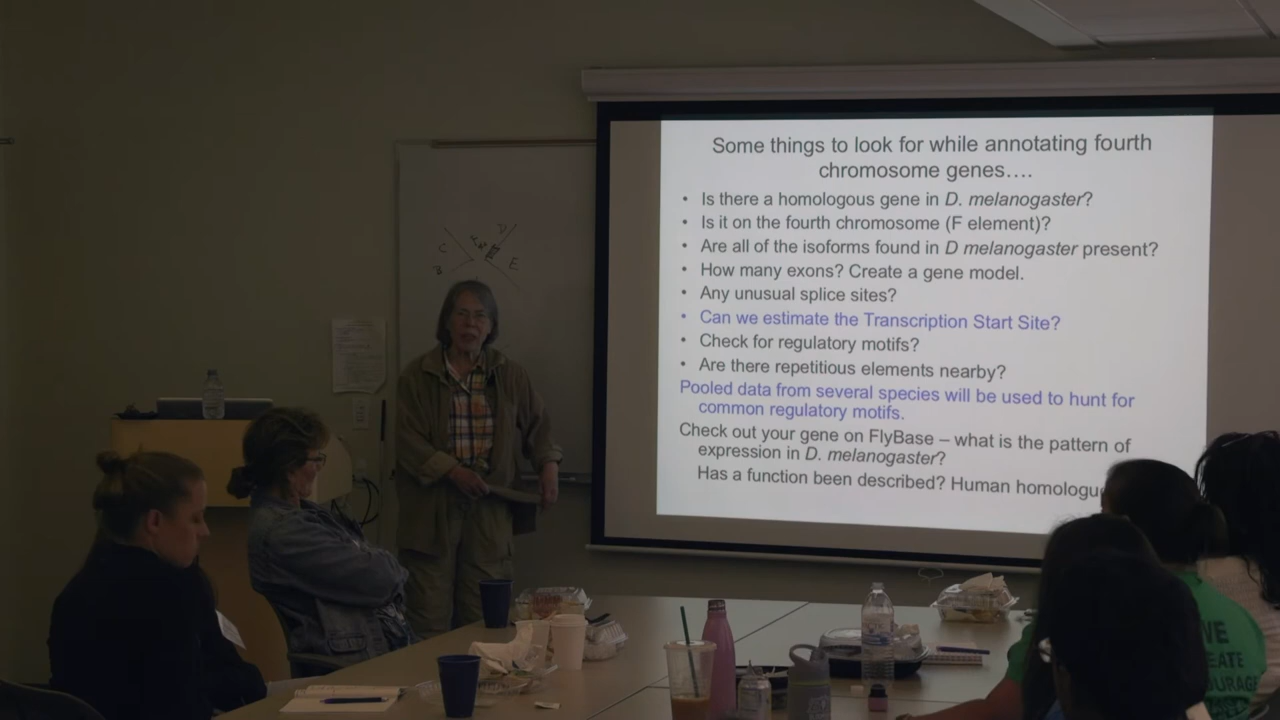 Some things to look for while annotating fourth
chromosome genes….
• Is there a homologous gene in D. melanogaster?
• Is it on the fourth chromosome (F element)?
• Are all of the isoforms found in D melanogaster present?
• How many exons? Create a gene model.
• Any unusual splice sites?
• Can we estimate the Transcription Start Site?
• Check for regulatory motifs?
• Are there repetitious elements nearby?
Pooled data from several species will be used to hunt for
common regulatory motifs.
Check out your gene on FlyBase – what is the pattern of
expression in D. melanogaster?
Has a function been described? Human homologu
C
B
E